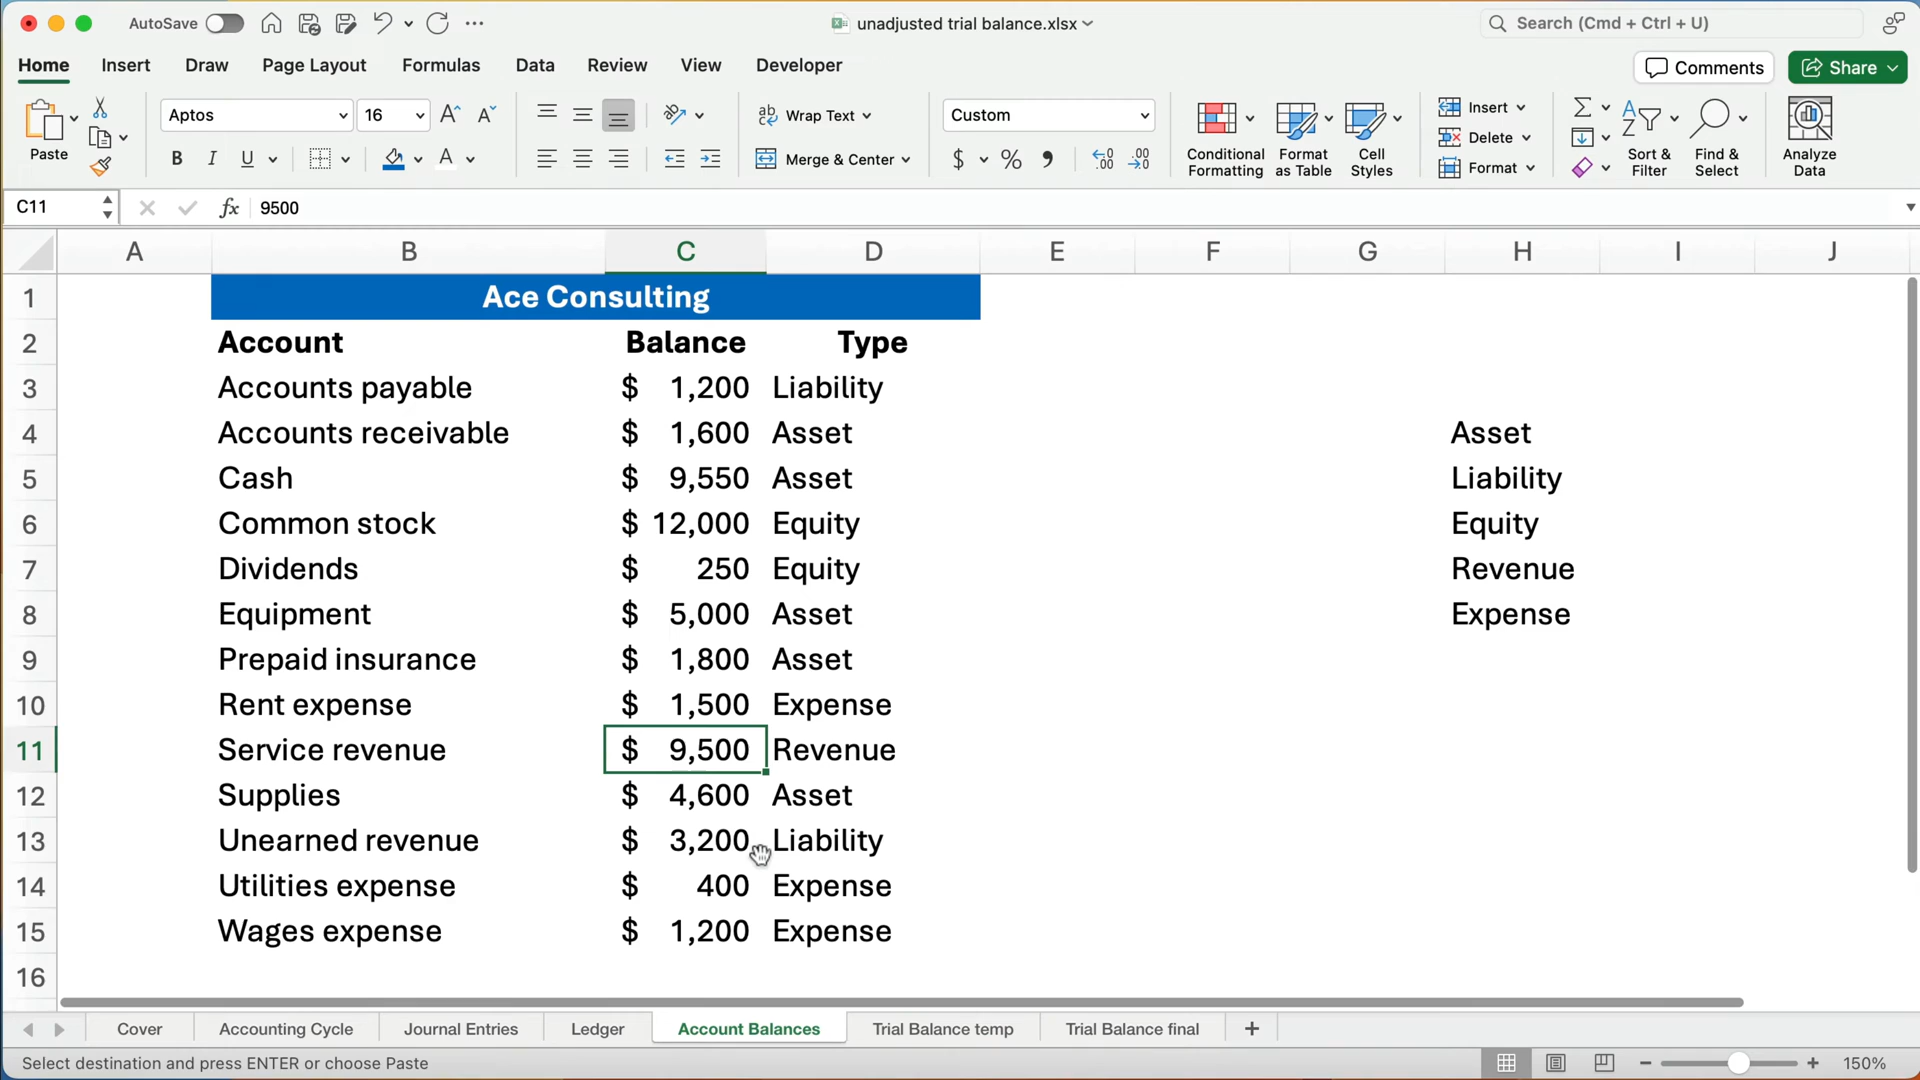 AutoSave
unadjusted trial balance.xlsx
Search (Cmd + Ctrl + U)
Home Insert Draw Page Layout Formulas Data Review View Developer
Comments Share
Paste
Aptos 16
B I U
Wrap Text
Merge & Center
Custom
$ %
Conditional Formatting
Format as Table
Cell Styles
Insert
Delete
Format
Sort & Filter
Find & Select
Analyze Data
C11 fx 9500
A B C D E F G H I J
1 Ace Consulting
2 Account Balance Type
3 Accounts payable $ 1,200 Liability
4 Accounts receivable $ 1,600 Asset Asset
5 Cash $ 9,550 Asset Liability
6 Common stock $ 12,000 Equity Equity
7 Dividends $ 250 Equity Revenue
8 Equipment $ 5,000 Asset Expense
9 Prepaid insurance $ 1,800 Asset
10 Rent expense $ 1,500 Expense
11 Service revenue $ 9,500 Revenue
12 Supplies $ 4,600 Asset
13 Unearned revenue $ 3,200 Liability
14 Utilities expense $ 400 Expense
15 Wages expense $ 1,200 Expense
16
Cover Accounting Cycle Journal Entries Ledger Account Balances Trial Balance temp Trial Balance final +
Select destination and press ENTER or choose Paste
150%